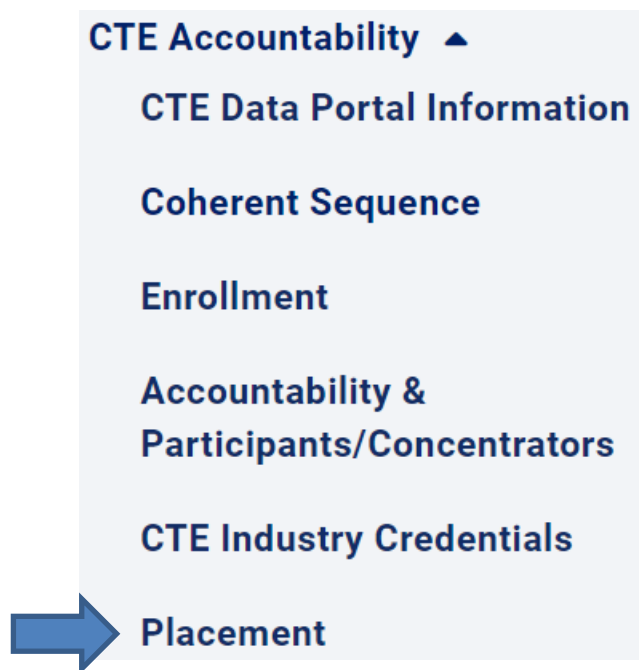 CTE Accountability
CTE Data Portal Information
Coherent Sequence
Enrollment
Accountability &
Participants/Concentrators
CTE Industry Credentials
Placement